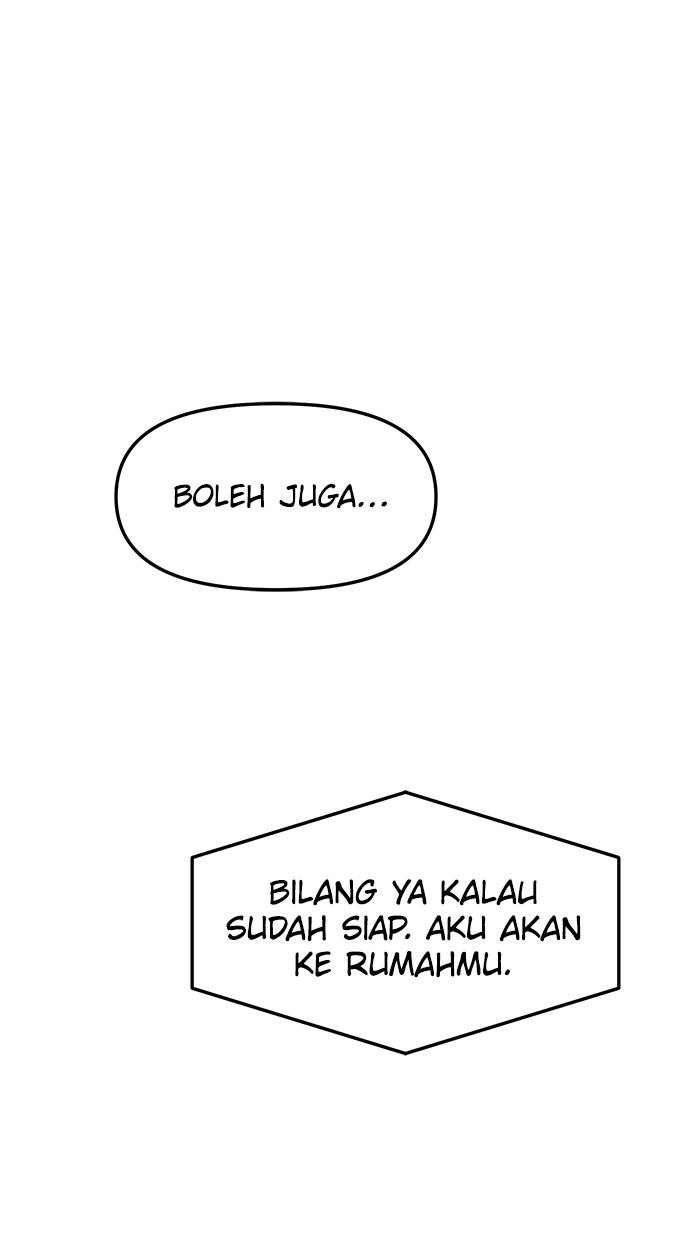 BOLEH JUGA...
BILANG YA KALAU
SUDAH SIAP. AKU AKAN
KE RUMAHMU.